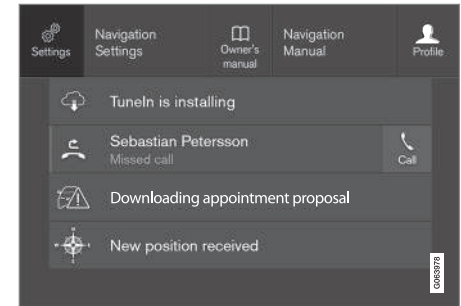 Settings
Navigation
Settings
Owner's
manual
Navigation
Manual
Profile
TuneIn is installing
Sebastian Petersson
Missed call
Call
Downloading appointment proposal
New position received
G063978